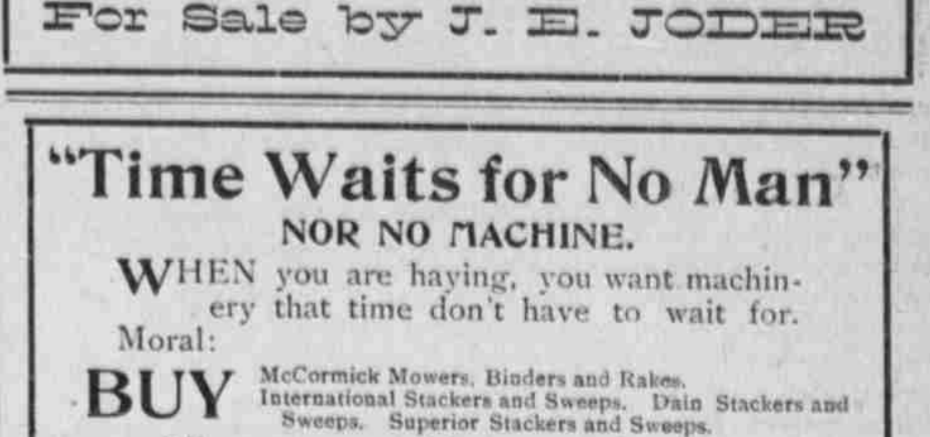 For Sale by J. E. JODER
“Time Waits for No Man”
NOR NO MACHINE.
WHEN you are haying, you want machin-
ery that time don't have to wait for.
Moral:
BUY McCormick Mowers, Binders and Rakes.
International Stackers and Sweeps. Dain Stackers and
Sweeps. Superior Stackers and Sweeps.